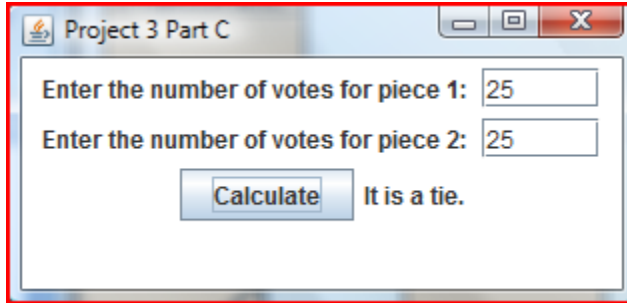 Project 3 Part C
Enter the number of votes for piece 1: 25
Enter the number of votes for piece 2: 25
Calculate It is a tie.